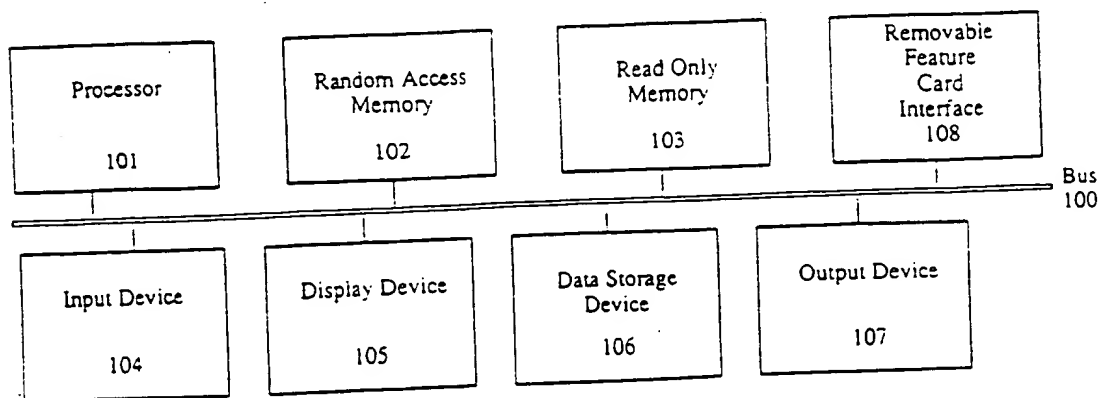 Processor
101
Random Access
Memory
102
Read Only
Memory
103
Removable
Feature
Card
Interface
108
Bus
100
Input Device
104
Display Device
105
Data Storage
Device
106
Output Device
107